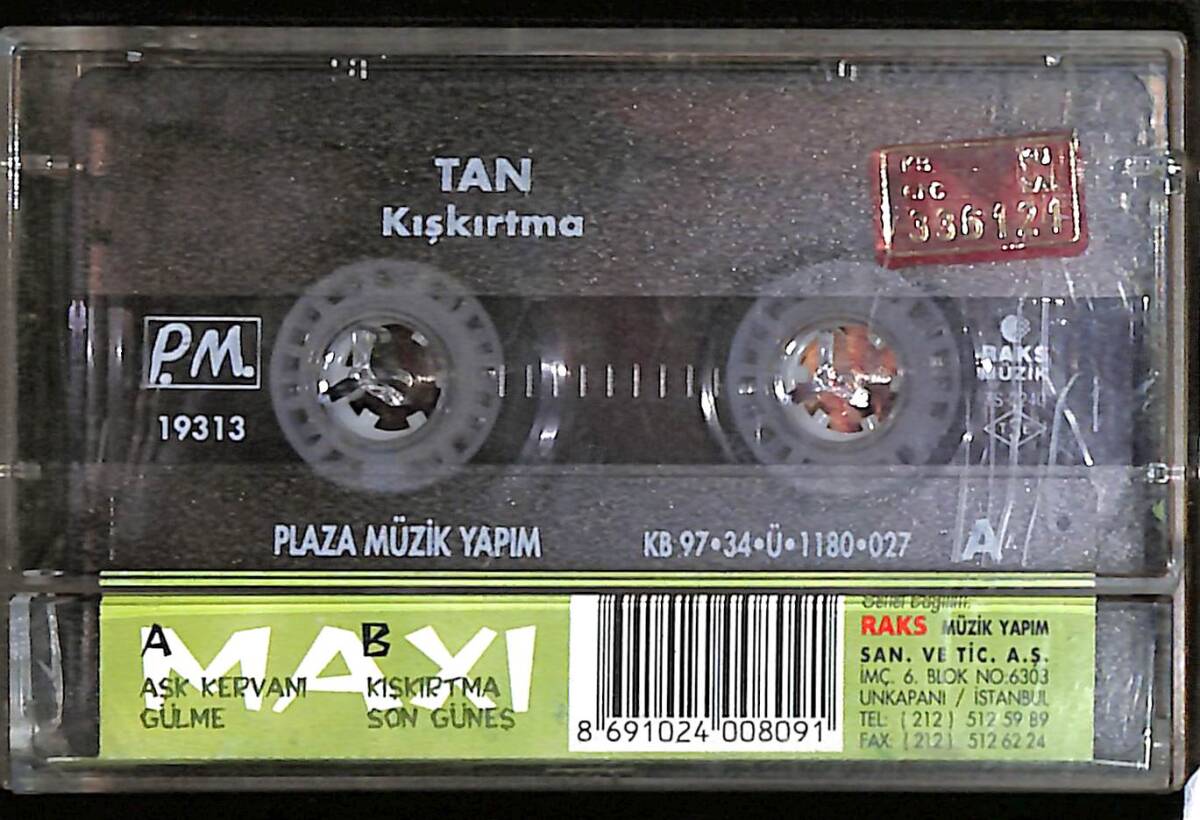 TAN
Kışkırtma
336121
P.M.
19313
RAKS
MÜZİK
TSE
PLAZA MÜZİK YAPIM
KB 97•34•Ü•1180•027
A
MAXI
A
AŞK KERVANI
GÜLME
B
KIŞKIRTMA
SON GÜNEŞ
8 691024 008091
Genel Dağıtım:
RAKS MÜZİK YAPIM
SAN. VE TİC. A.Ş.
İMÇ. 6. BLOK NO:6303
UNKAPANI / İSTANBUL
TEL: (212) 512 59 89
FAX: (212) 512 62 24